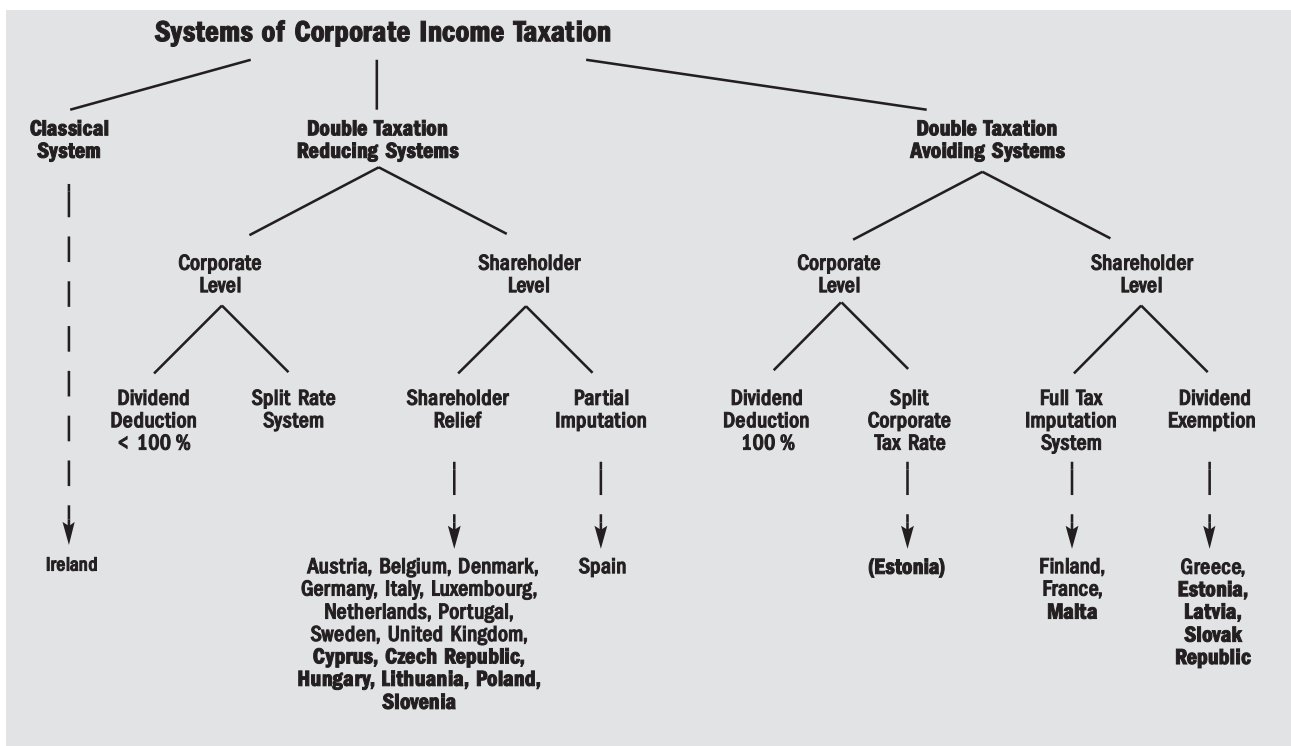 Systems of Corporate Income Taxation
Classical
System
Double Taxation
Reducing Systems
Double Taxation
Avoiding Systems
Corporate
Level
Shareholder
Level
Corporate
Level
Shareholder
Level
Dividend
Deduction
< 100 %
Split Rate
System
Shareholder
Relief
Partial
Imputation
Dividend
Deduction
100 %
Split
Corporate
Tax Rate
Full Tax
Imputation
System
Dividend
Exemption
Ireland
Austria, Belgium, Denmark,
Germany, Italy, Luxembourg,
Netherlands, Portugal,
Sweden, United Kingdom,
Cyprus, Czech Republic,
Hungary, Lithuania, Poland,
Slovenia
Spain
(Estonia)
Finland,
France,
Malta
Greece,
Estonia,
Latvia,
Slovak
Republic